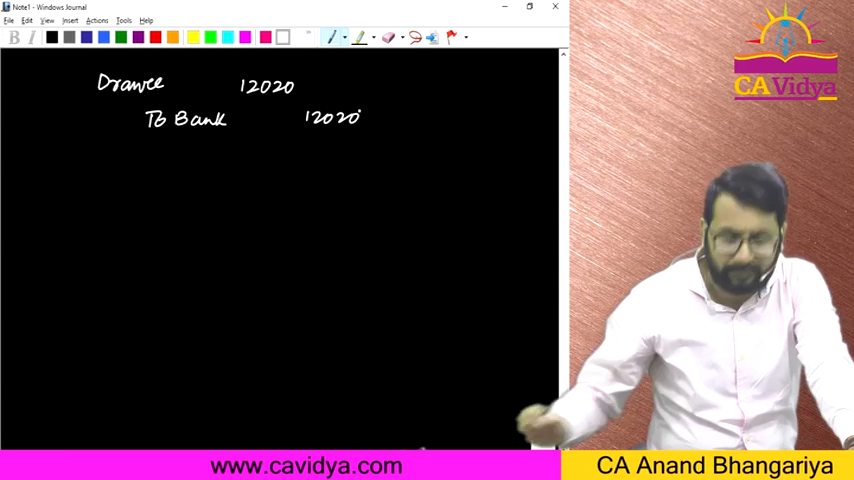 Note1 - Windows Journal
File Edit View Insert Actions Tools Help
B I
Drawee 12020
To Bank 12020
CA Vidya
www.cavidya.com
CA Anand Bhangariya